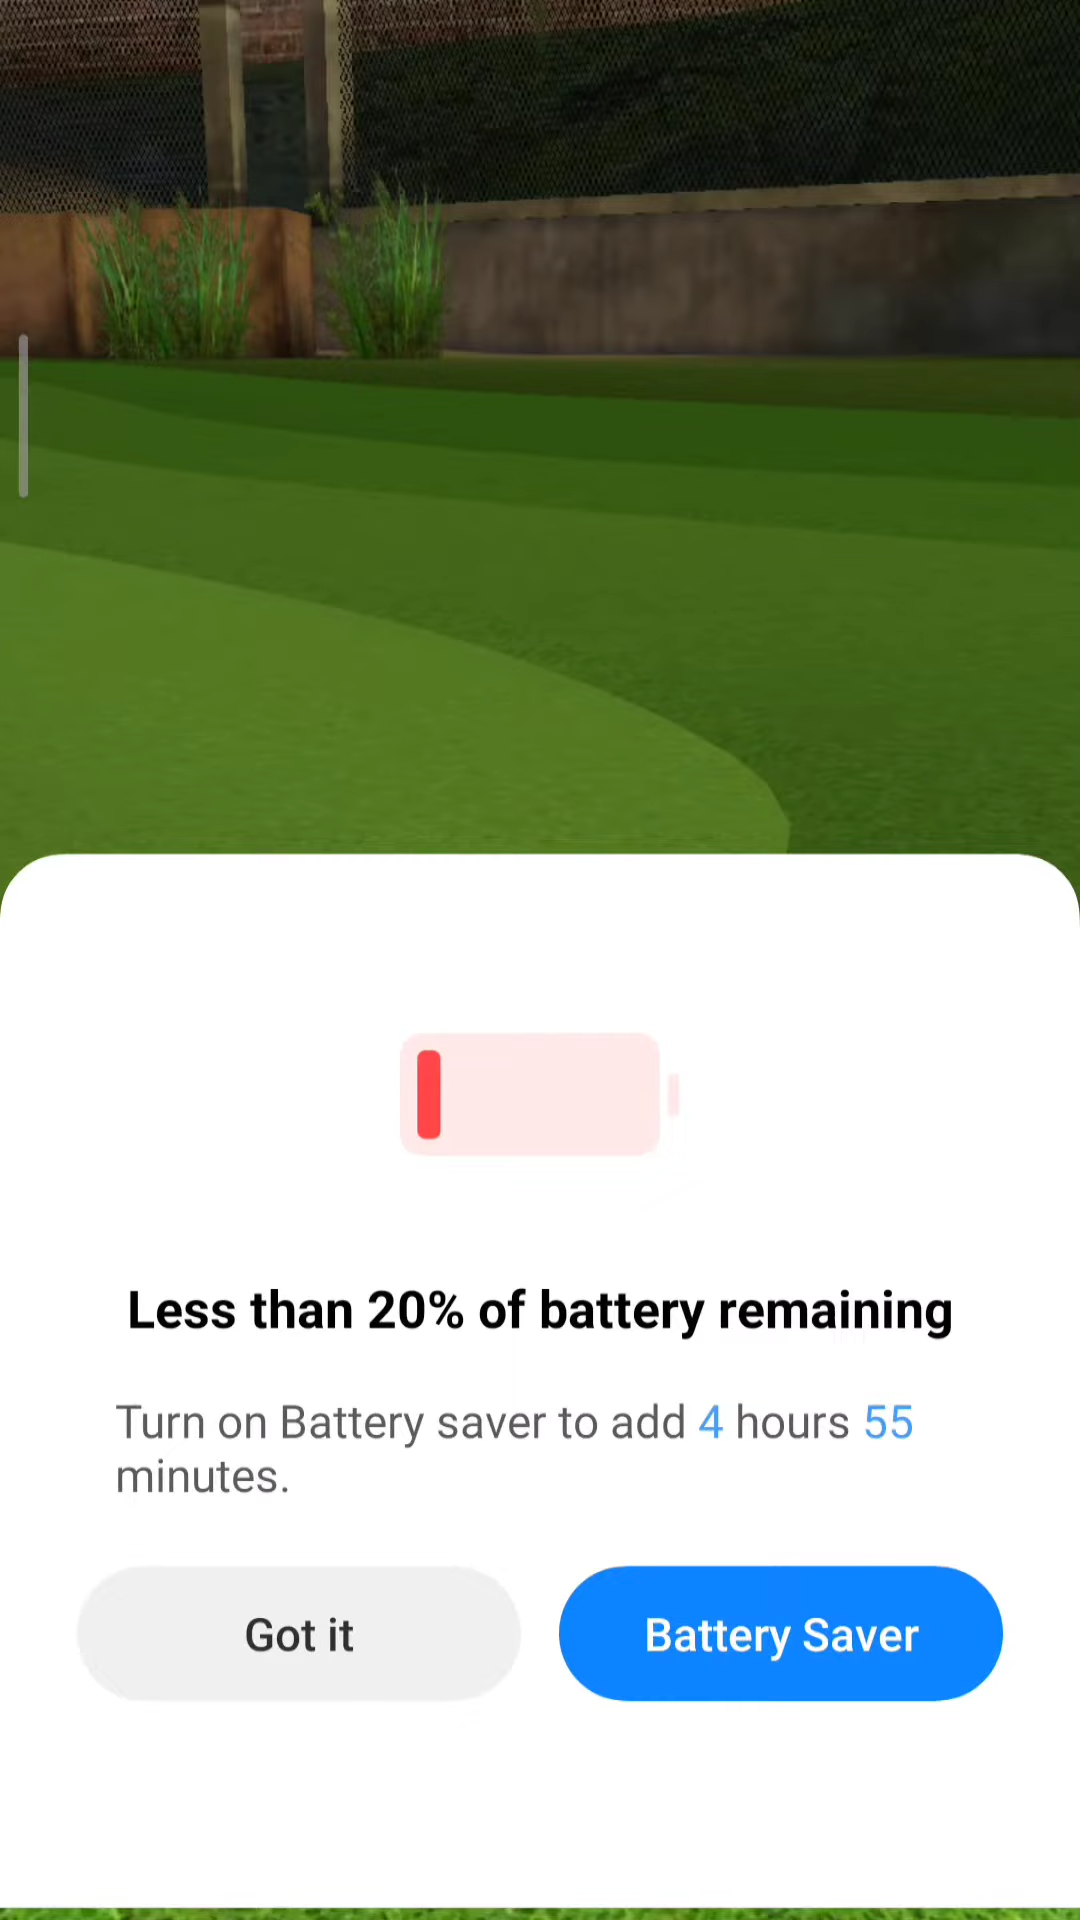 Less than 20% of battery remaining
Turn on Battery saver to add 4 hours 55
minutes.
Got it
Battery Saver